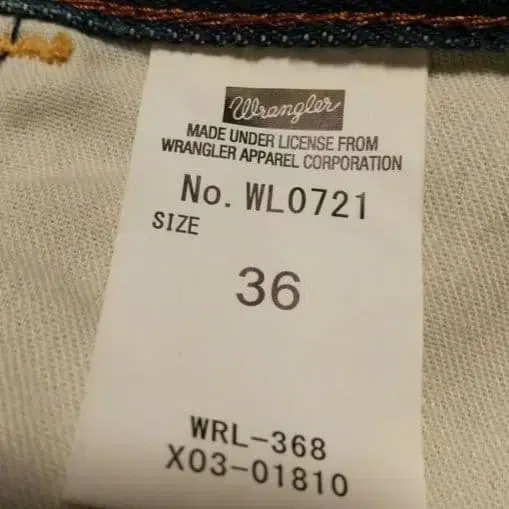 Wrangler
MADE UNDER LICENSE FROM
WRANGLER APPAREL CORPORATION
No. WL0721
SIZE
36
WRL-368
X03-01810